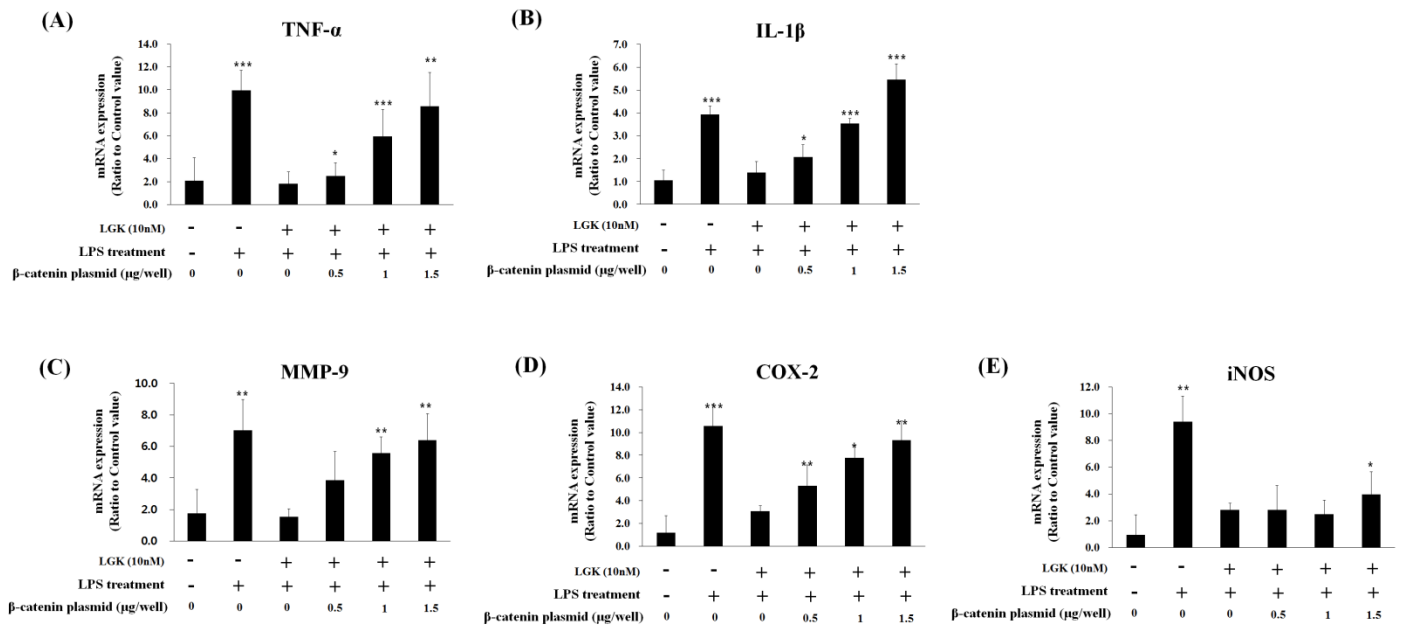 (A)
TNF-α
mRNA expression
(Ratio to Control value)
14.0
12.0
10.0
8.0
6.0
4.0
2.0
0.0
*** * *** **
LGK (10nM) - - + + + +
LPS treatment - + + + + +
β-catenin plasmid (μg/well) 0 0 0 0.5 1 1.5
(B)
IL-1β
mRNA expression
(Ratio to Control value)
7.0
6.0
5.0
4.0
3.0
2.0
1.0
0.0
*** * *** ***
LGK (10nM) - - + + + +
LPS treatment - + + + + +
β-catenin plasmid (μg/well) 0 0 0 0.5 1 1.5
(C)
MMP-9
mRNA expression
(Ratio to Control value)
10.0
8.0
6.0
4.0
2.0
0.0
** ** **
LGK (10nM) - - + + + +
LPS treatment - + + + + +
β-catenin plasmid (μg/well) 0 0 0 0.5 1 1.5
(D)
COX-2
mRNA expression
(Ratio to Control value)
14.0
12.0
10.0
8.0
6.0
4.0
2.0
0.0
*** ** * **
LGK (10nM) - - + + + +
LPS treatment - + + + + +
β-catenin plasmid (μg/well) 0 0 0 0.5 1 1.5
(E)
iNOS
mRNA expression
(Ratio to Control value)
12.0
10.0
8.0
6.0
4.0
2.0
0.0
** *
LGK (10nM) - - + + + +
LPS treatment - + + + + +
β-catenin plasmid (μg/well) 0 0 0 0.5 1 1.5